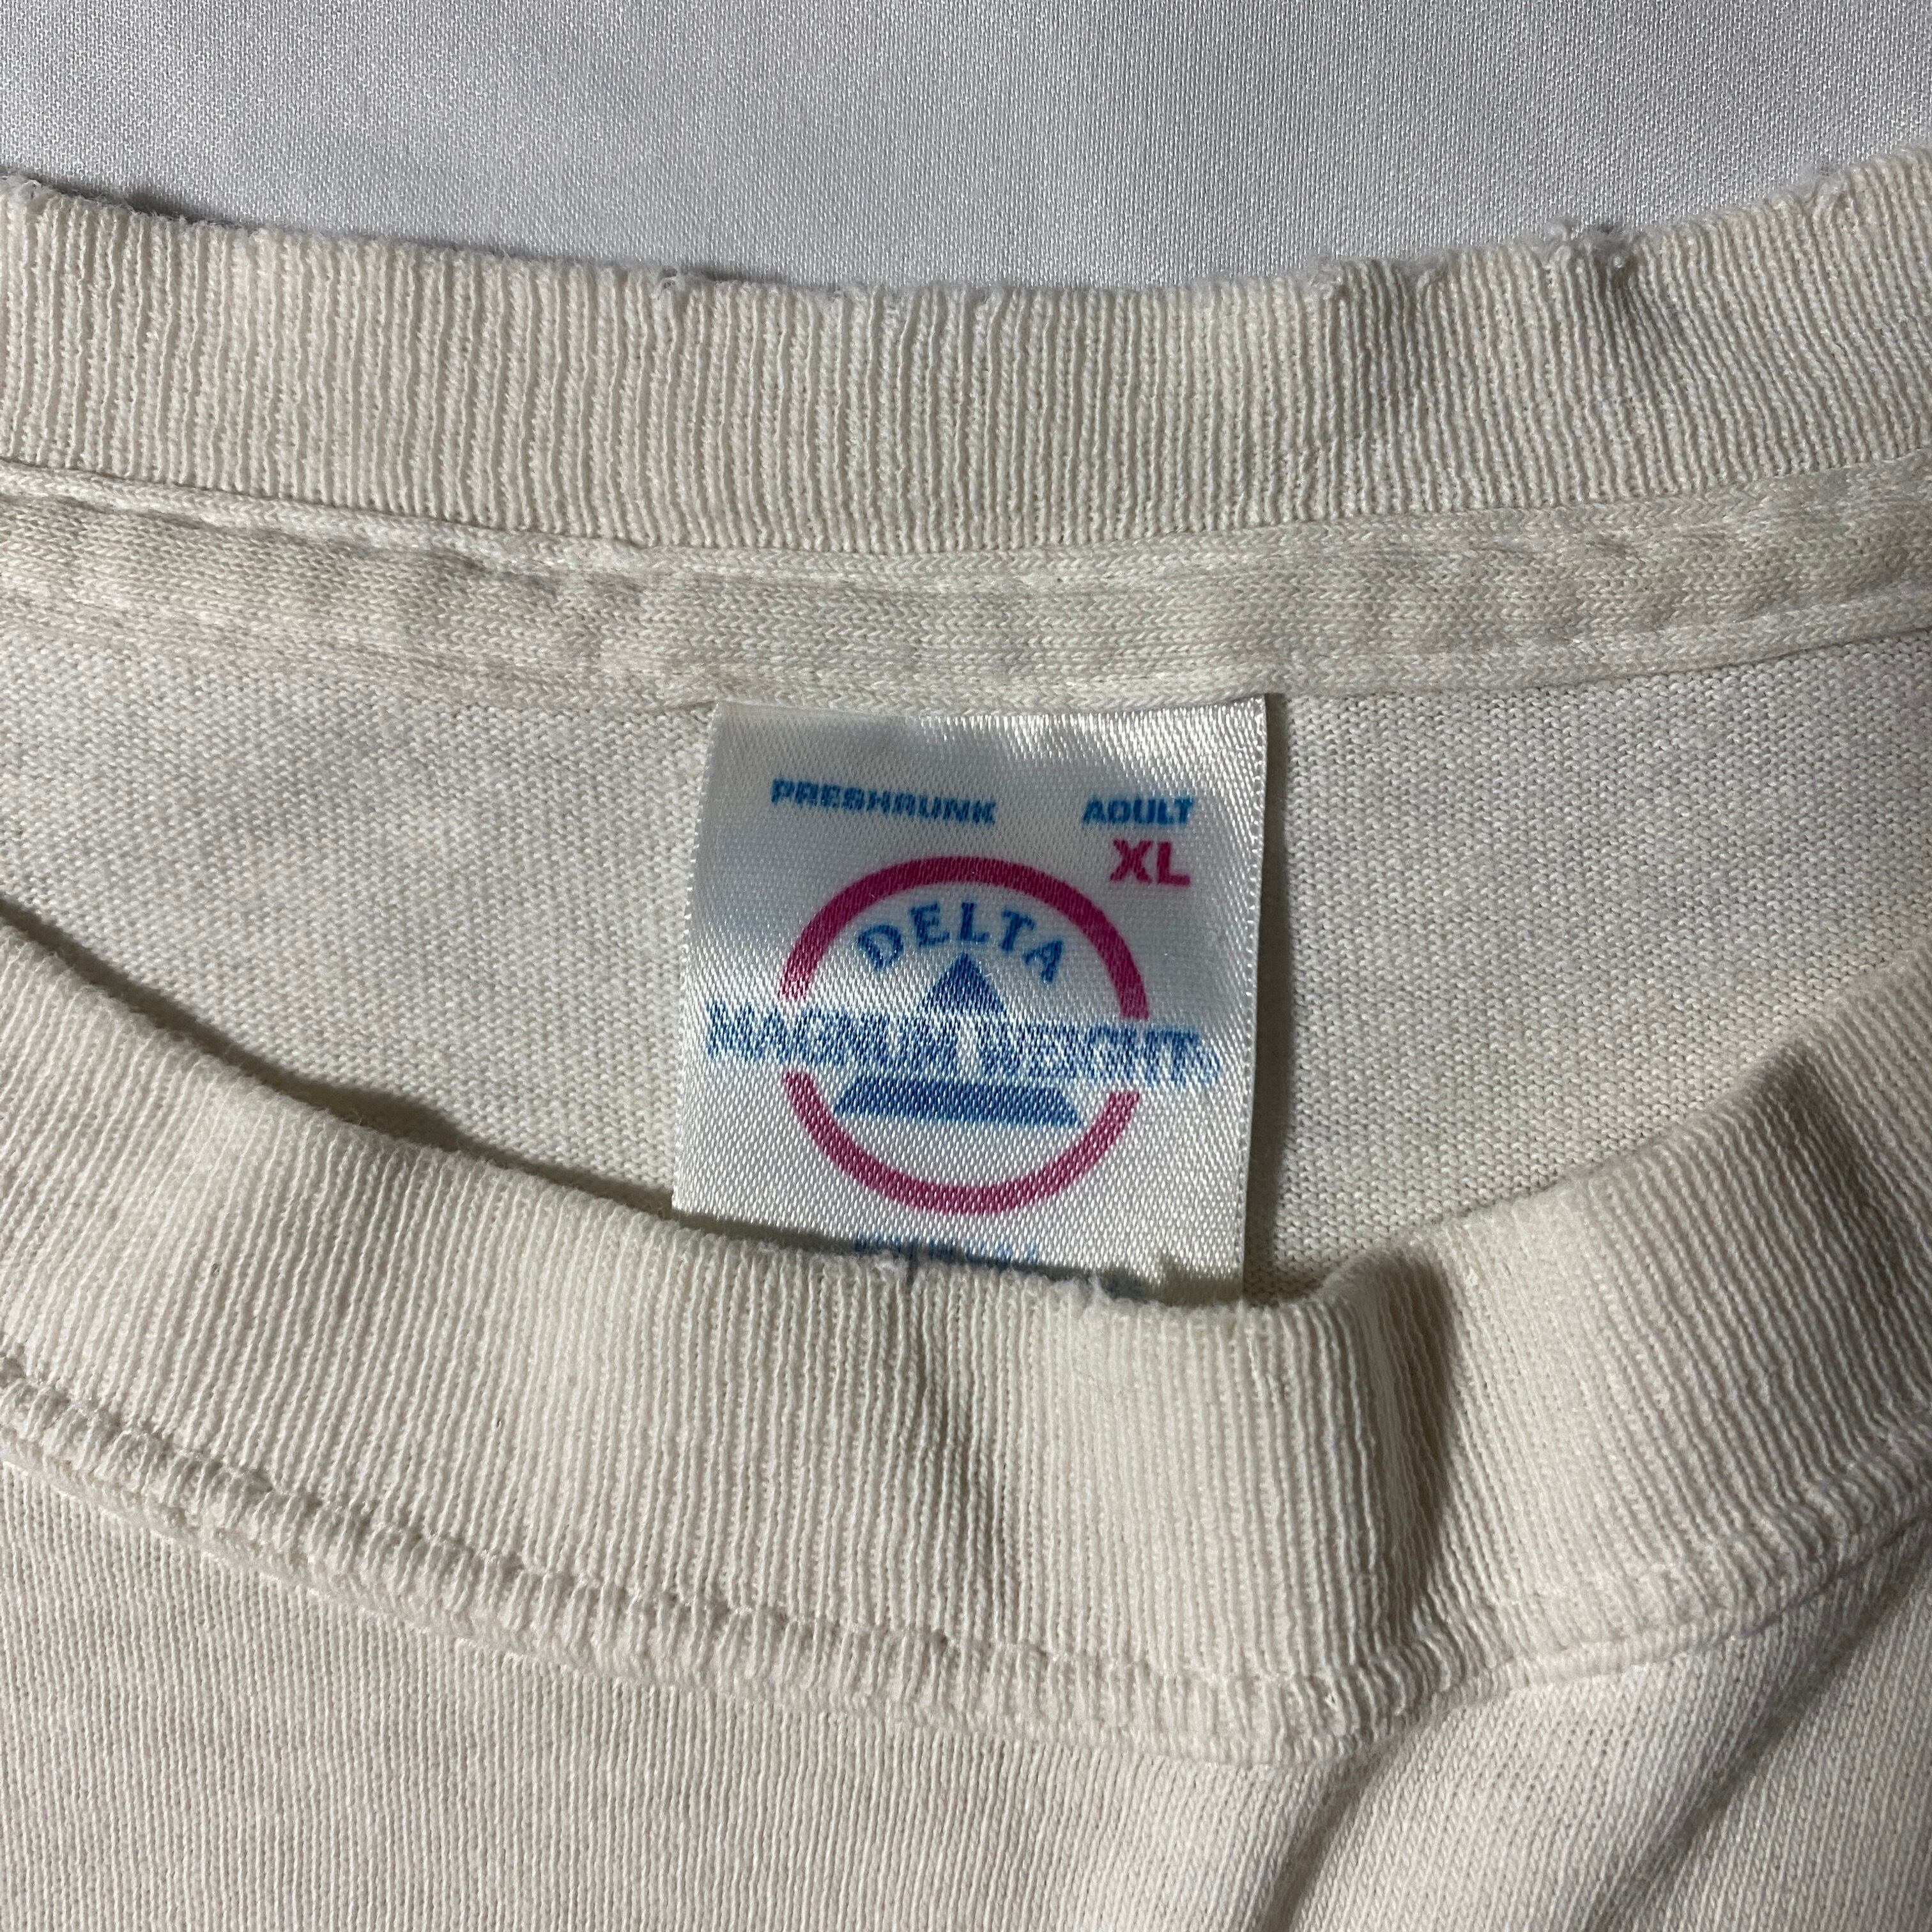 PRESHRUNK ADULT
XL
DELTA
MAGNUM WEIGHT